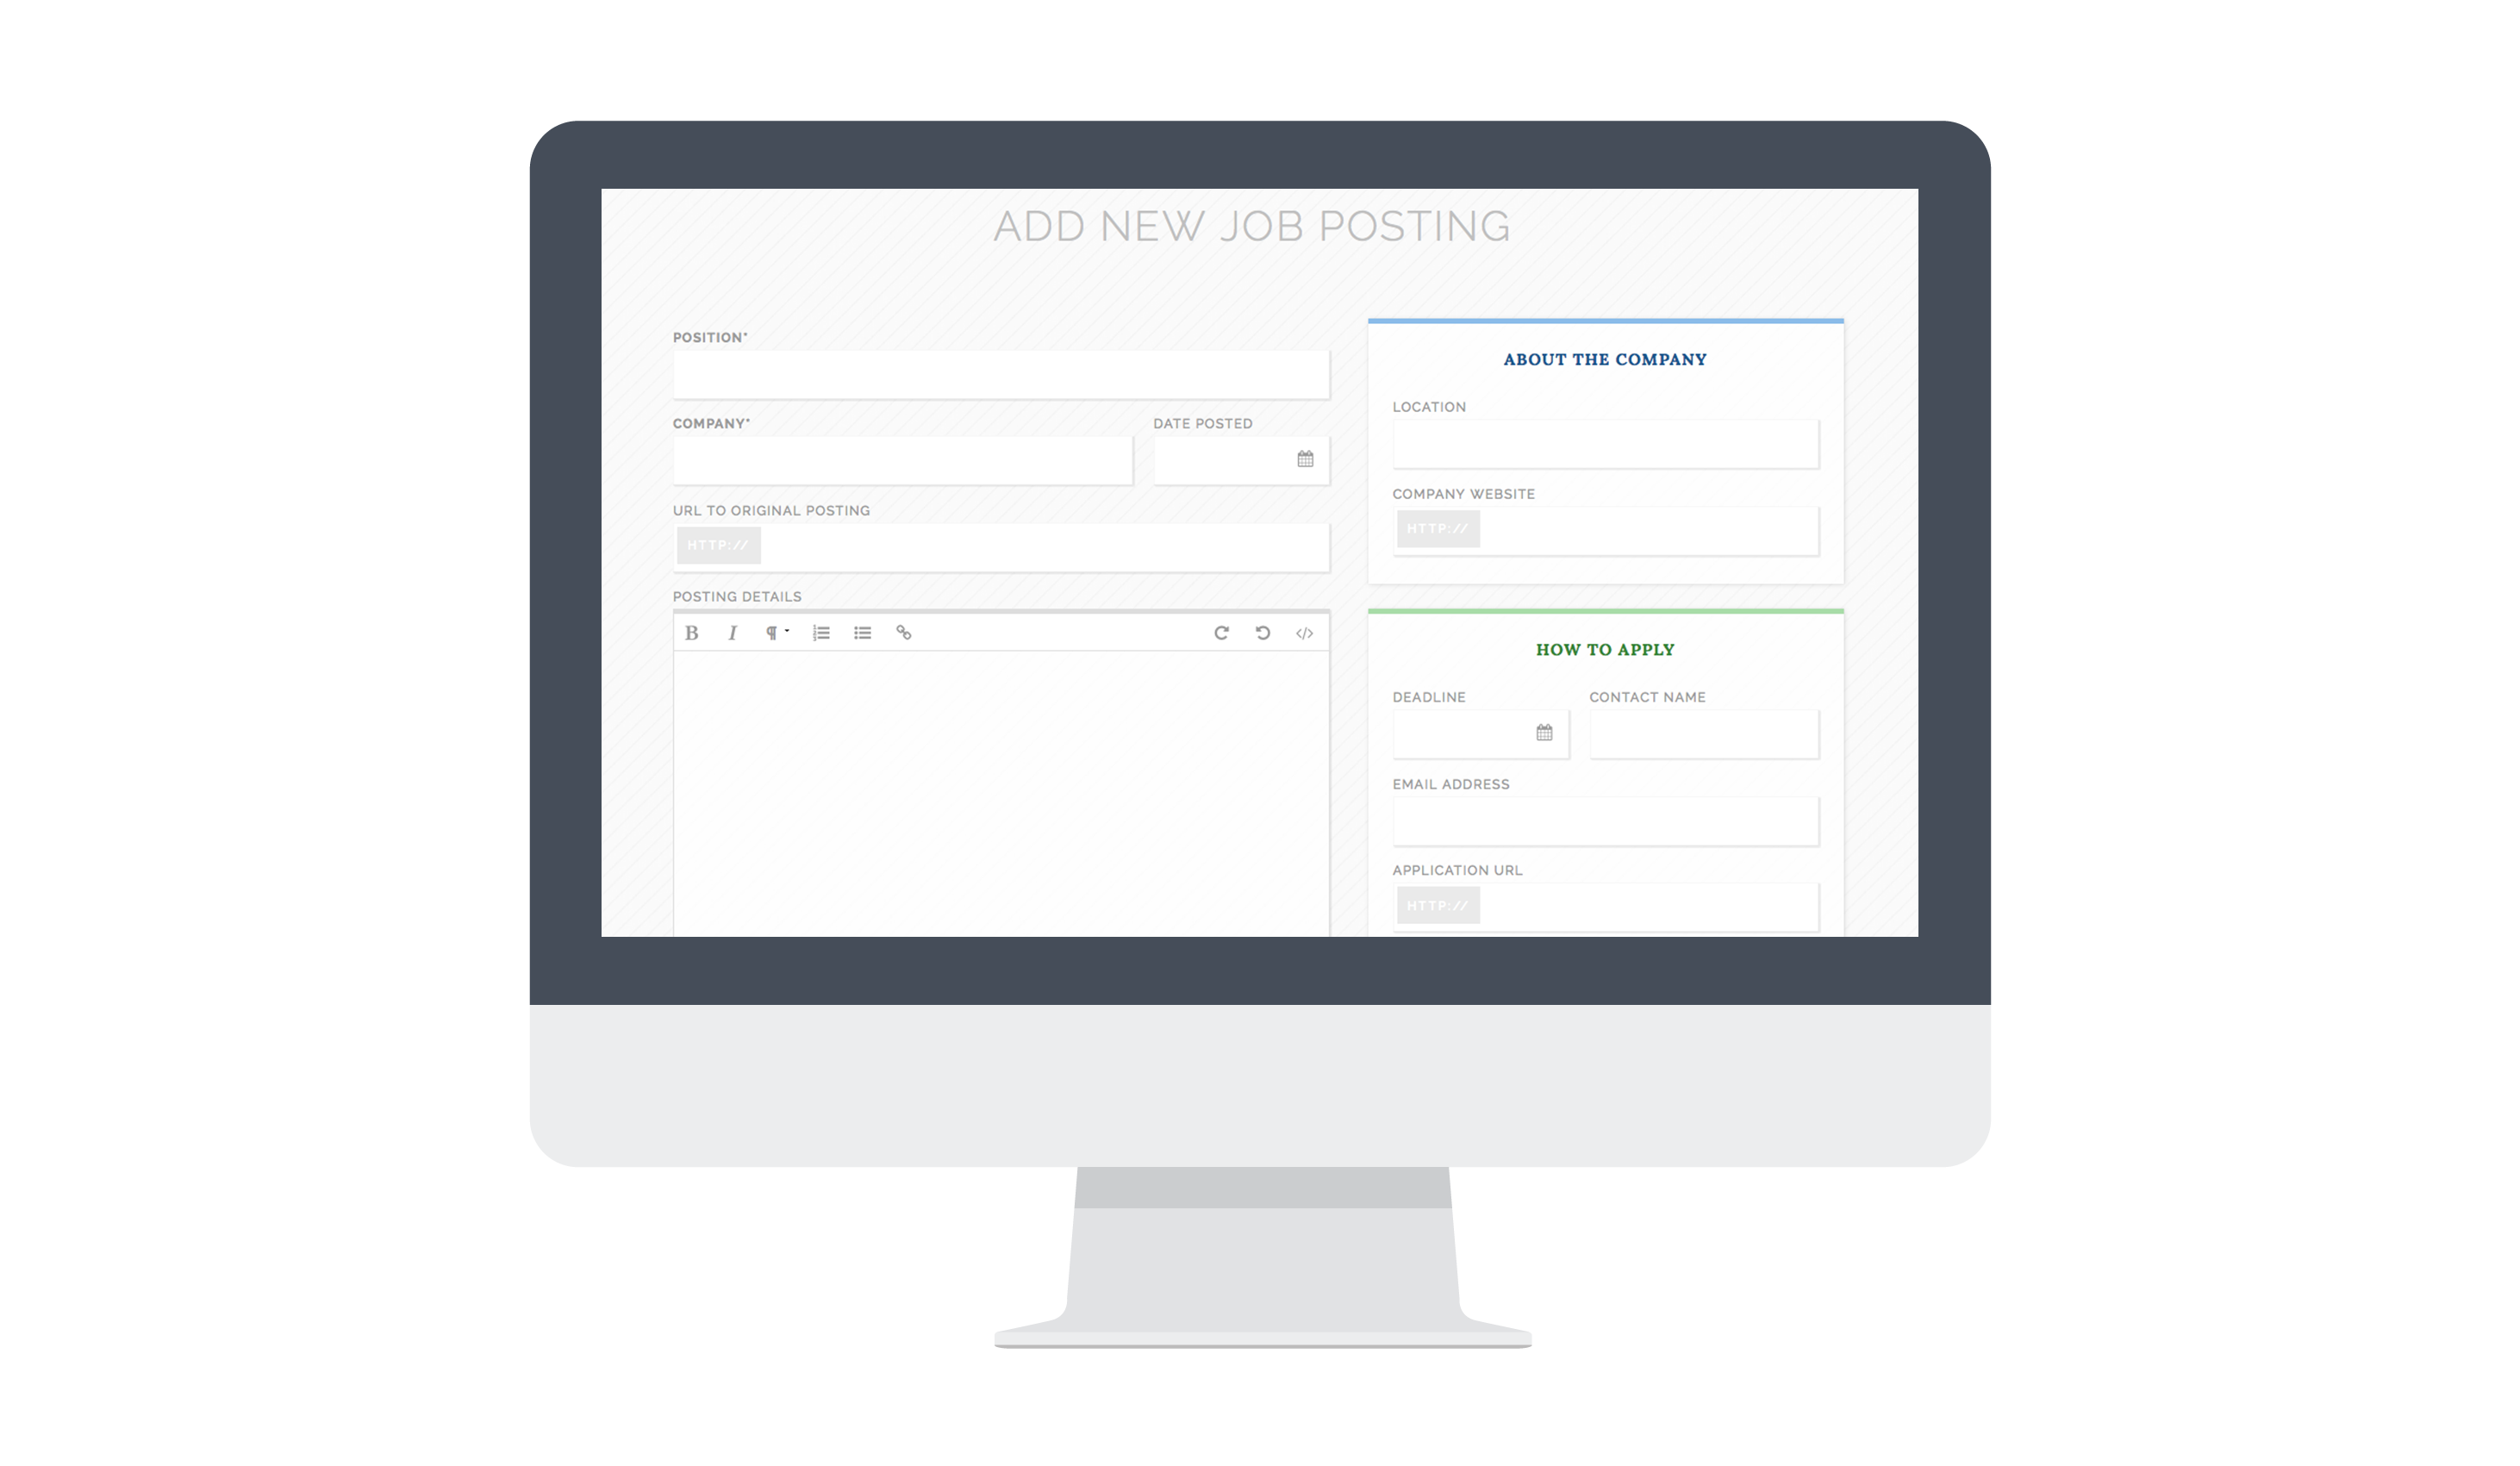 ADD NEW JOB POSTING
POSITION*
COMPANY*
DATE POSTED
URL TO ORIGINAL POSTING
HTTP://
POSTING DETAILS
B I ¶
ABOUT THE COMPANY
LOCATION
COMPANY WEBSITE
HTTP://
HOW TO APPLY
DEADLINE
CONTACT NAME
EMAIL ADDRESS
APPLICATION URL
HTTP://